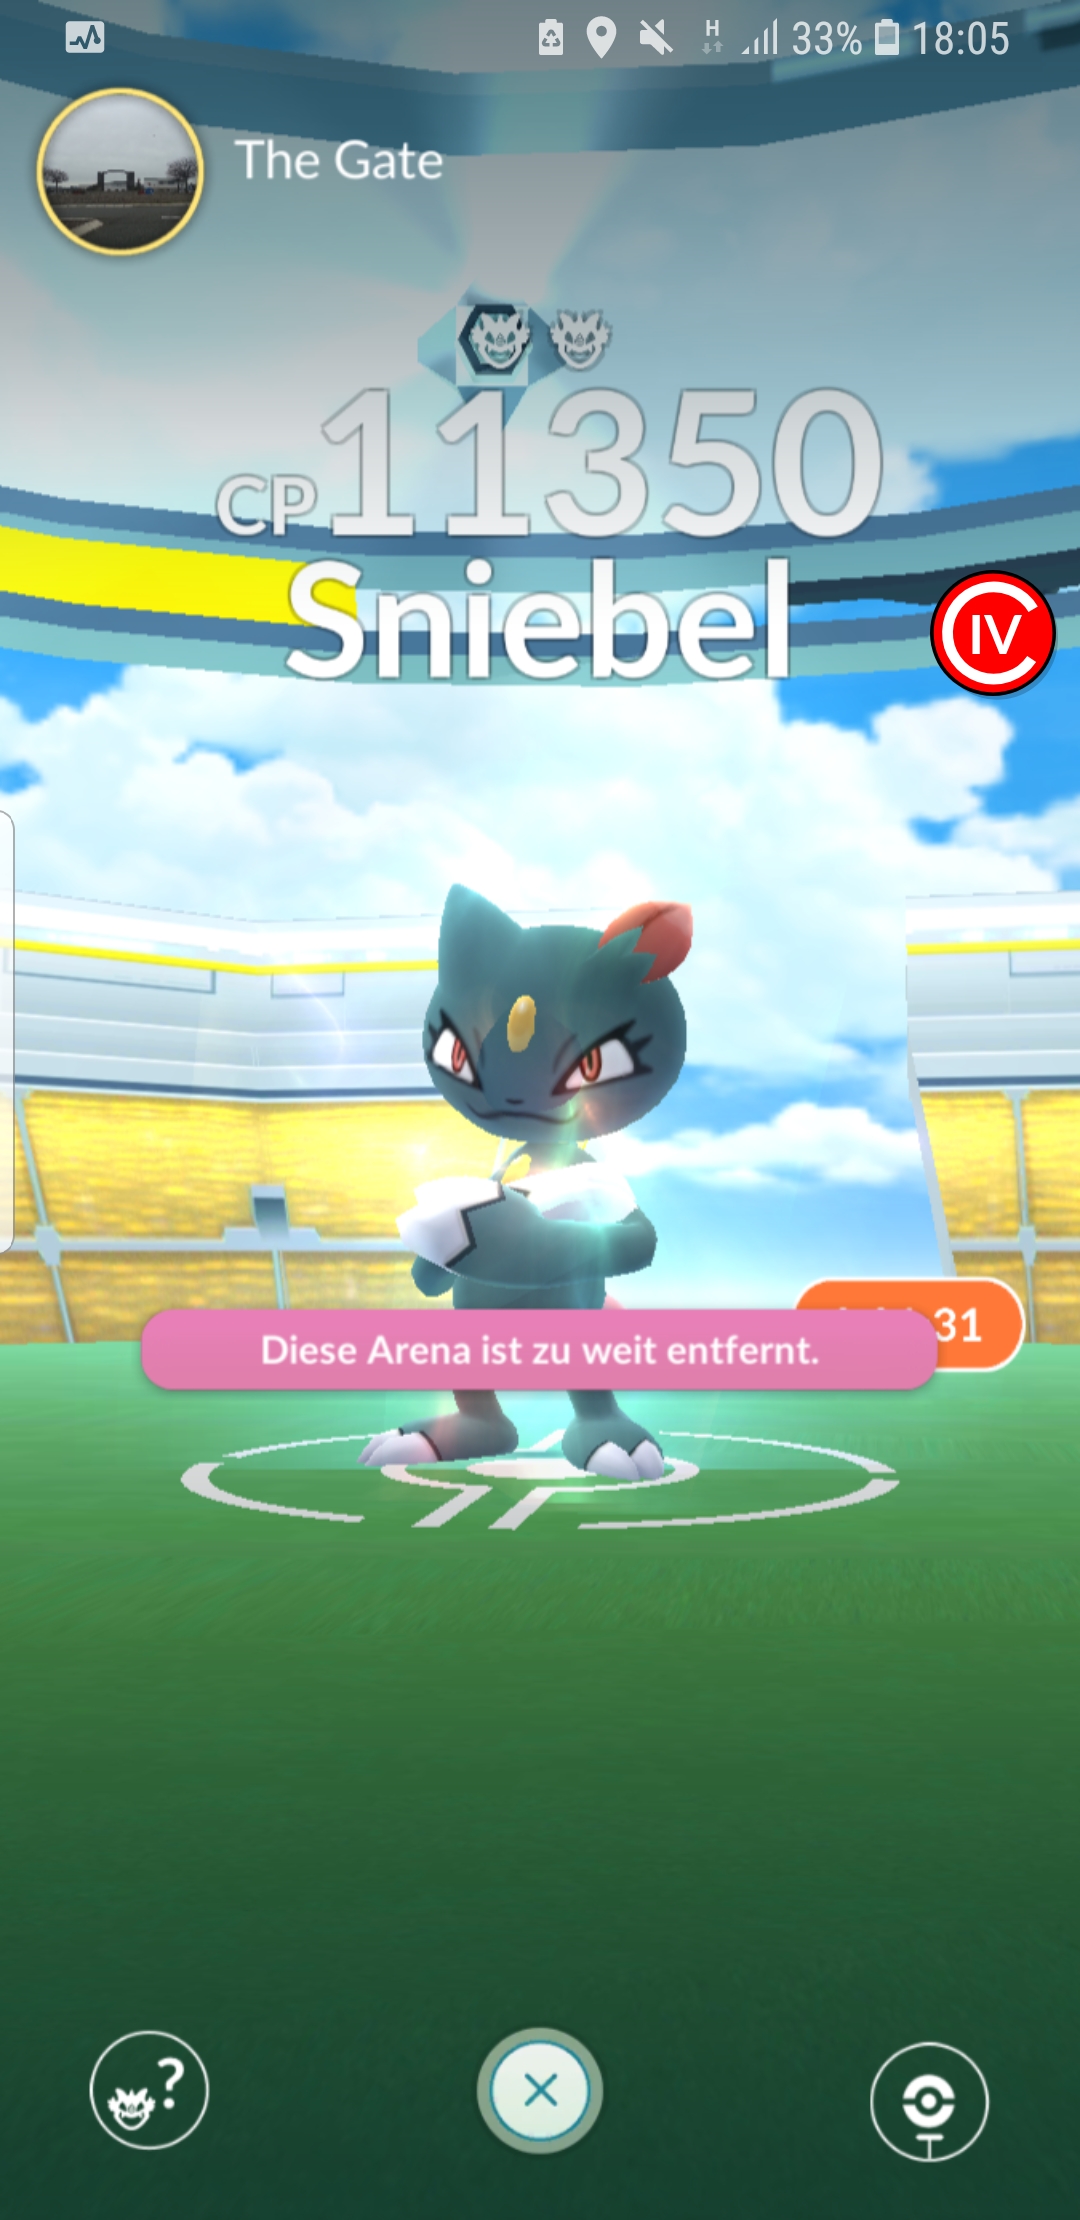 H 33% 18:05
The Gate
CP11350
Sniebel
IV
Diese Arena ist zu weit entfernt.
31
?